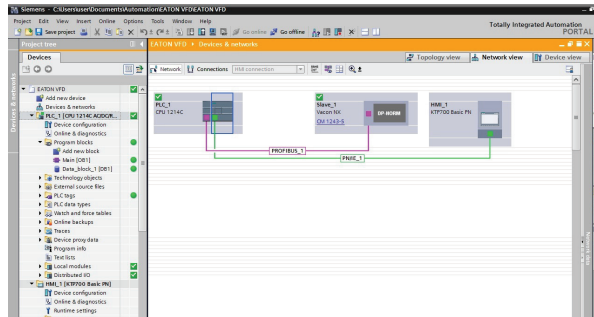 Siemens - C:\Users\user\Documents\Automation\EATON VFD\EATON VFD
Project Edit View Insert Online Options Tools Window Help
Totally Integrated Automation
PORTAL
Save project
Go online
Go offline
Project tree
EATON VFD ▸ Devices & networks
Devices
Topology view
Network view
Device view
Network
Connections
HMI connection
EATON VFD
Add new device
Devices & networks
PLC_1 [CPU 1214C AC/DC/R...
Device configuration
Online & diagnostics
Program blocks
Add new block
Main [OB1]
Data_block_1 [DB1]
Technology objects
External source files
PLC tags
PLC data types
Watch and force tables
Online backups
Traces
Device proxy data
Program info
Text lists
Local modules
Distributed I/O
HMI_1 [KTP700 Basic PN]
Device configuration
Online & diagnostics
Runtime settings
PLC_1
CPU 1214C
Slave_1
Vacon NX
CM 1243-5
DP-NORM
HMI_1
KTP700 Basic PN
PROFIBUS_1
PN/IE_1
Devices & networks
Network data